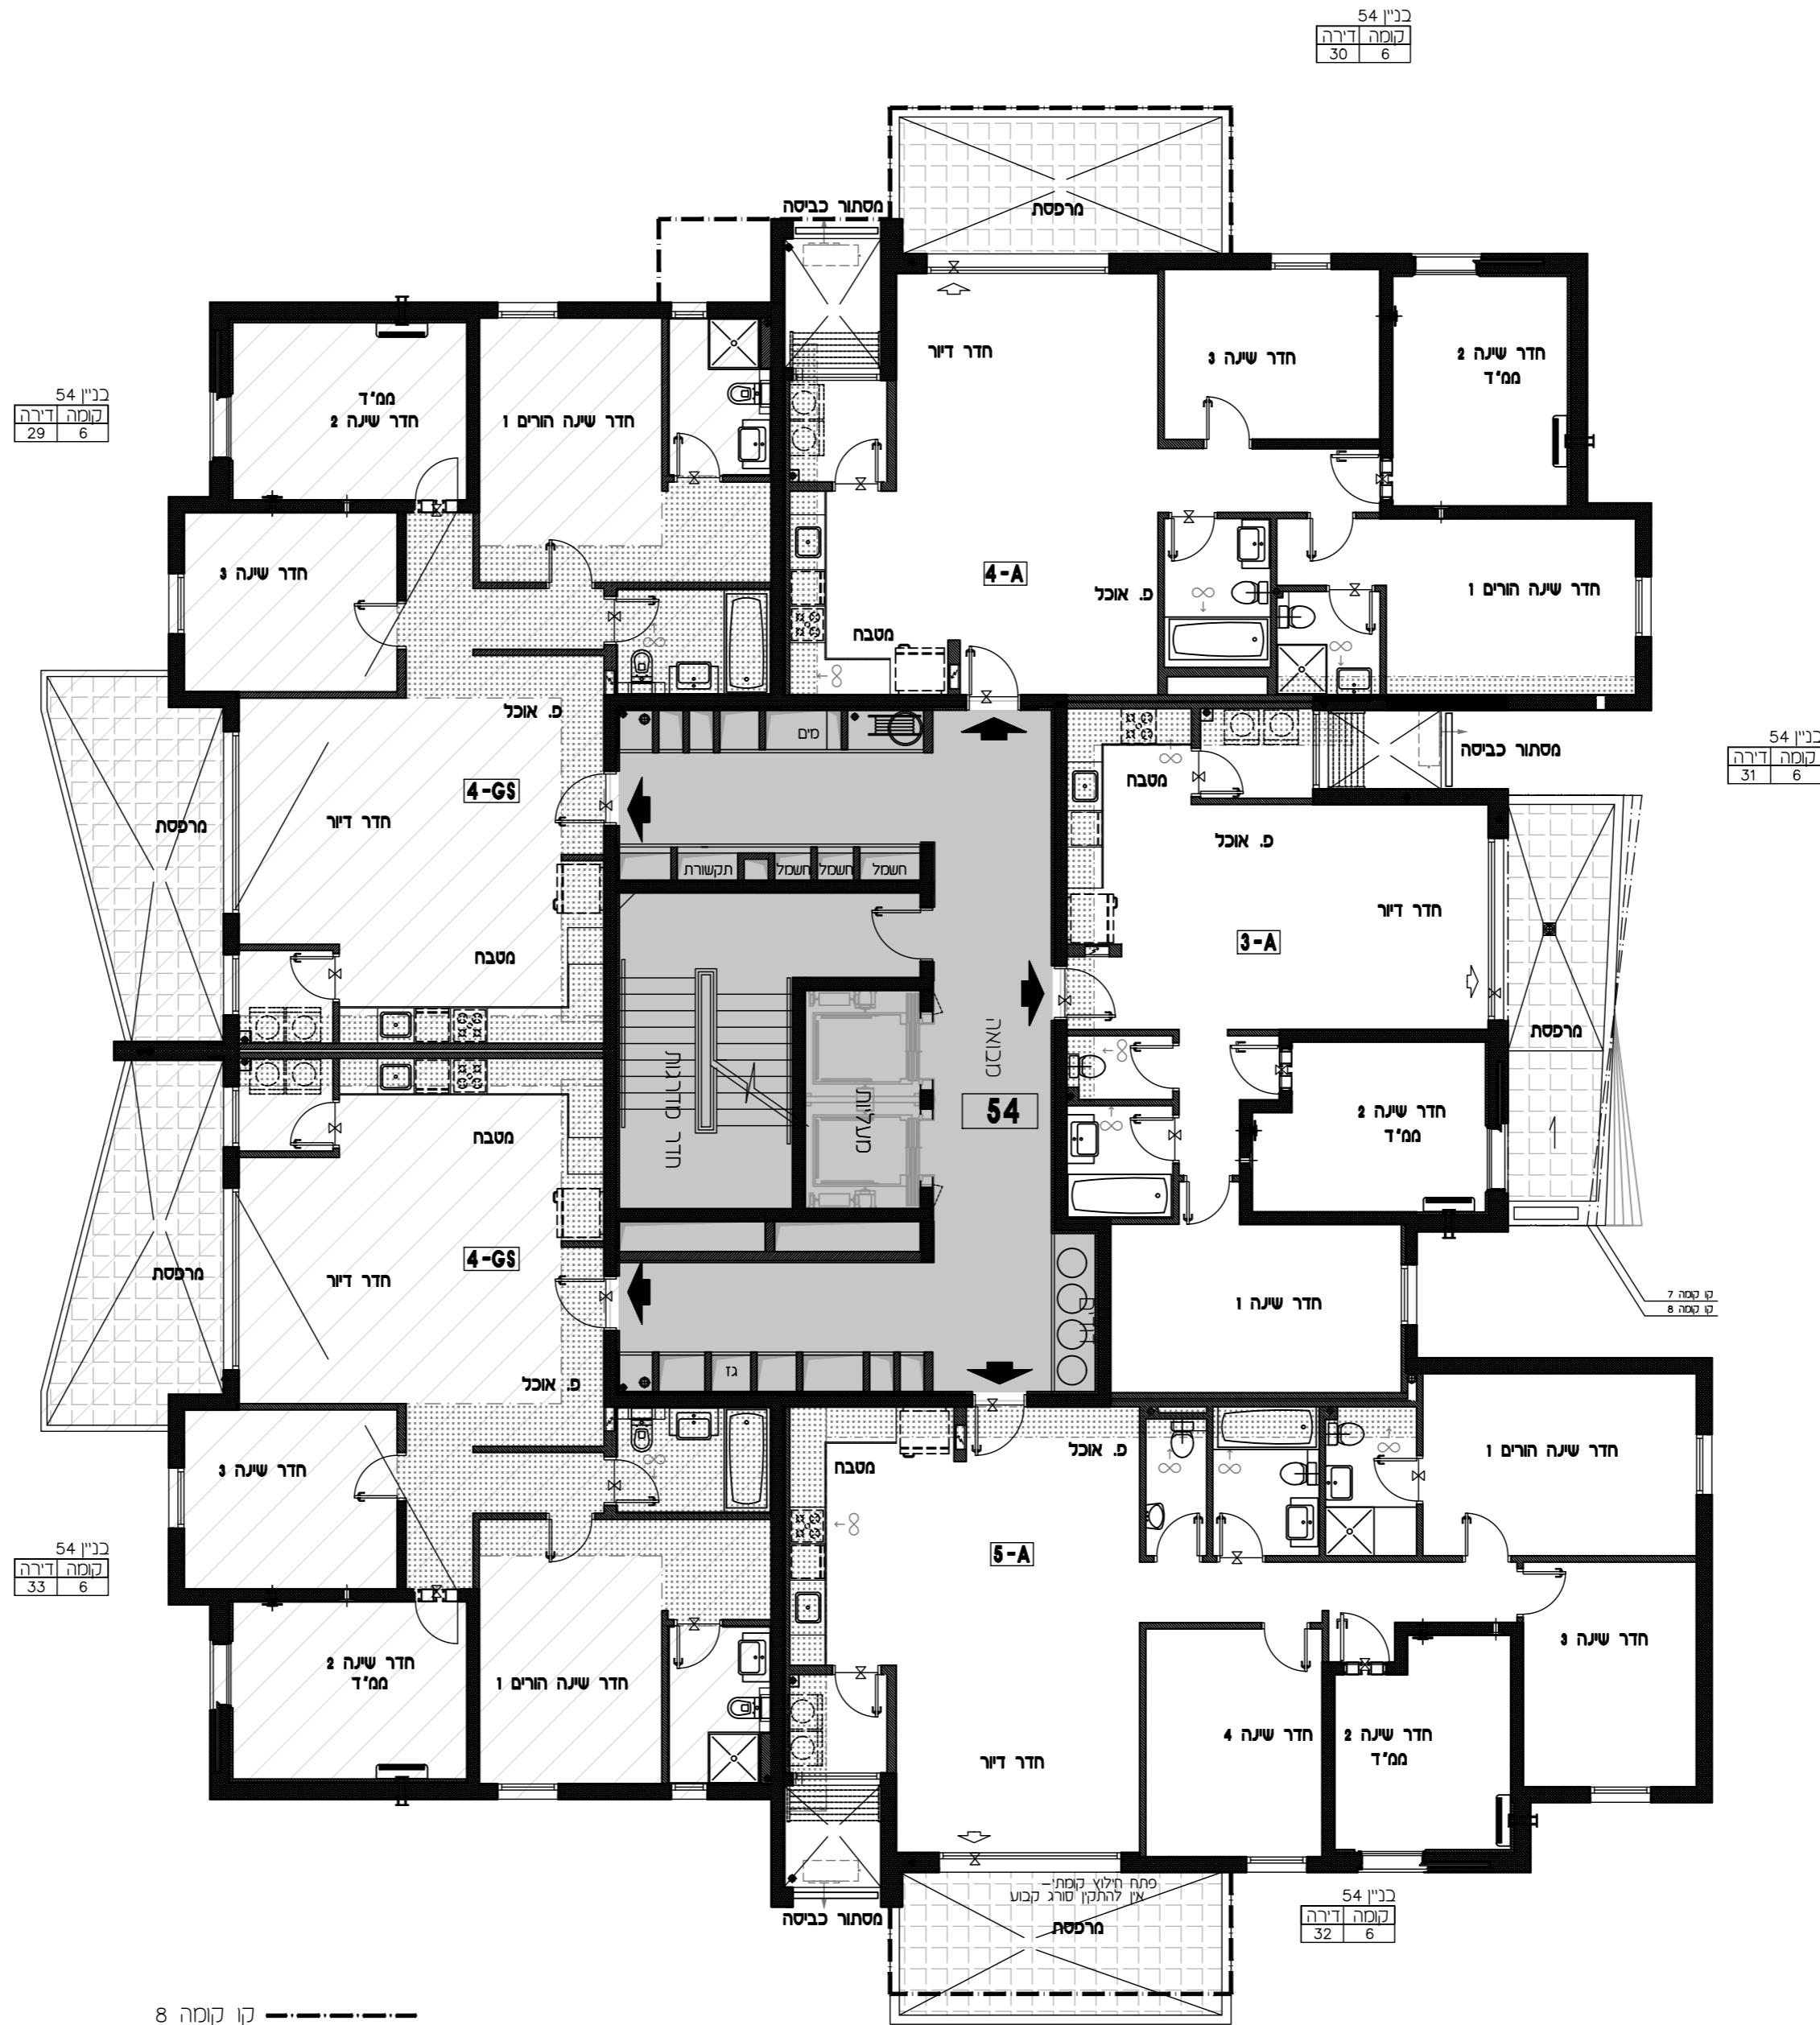 בניין 54
קומה דירה
6 30
מסתור כביסה
מרפסת
חדר דיור
חדר שינה 3
חדר שינה 2
ממ"ד
4-A
פ. אוכל
מטבח
חדר שינה הורים 1
בניין 54
קומה דירה
6 29
ממ"ד
חדר שינה 2
חדר שינה הורים 1
חדר שינה 3
פ. אוכל
4-GS
חדר דיור
מרפסת
מטבח
מים
תקשורת
חשמל
חשמל
חשמל
מבואה
54
חדר מדרגות
מעליות
גז
בניין 54
קומה דירה
6 31
מסתור כביסה
מטבח
פ. אוכל
חדר דיור
3-A
מרפסת
חדר שינה 2
ממ"ד
חדר שינה 1
קו קומה 7
קו קומה 8
מטבח
4-GS
חדר דיור
מרפסת
פ. אוכל
חדר שינה 3
חדר שינה 2
ממ"ד
חדר שינה הורים 1
בניין 54
קומה דירה
6 33
פ. אוכל
מטבח
5-A
חדר דיור
חדר שינה הורים 1
חדר שינה 3
חדר שינה 4
חדר שינה 2
ממ"ד
פתח חילוץ קומתי-
אין להתקין סורג קבוע
מרפסת
מסתור כביסה
בניין 54
קומה דירה
6 32
קו קומה 8